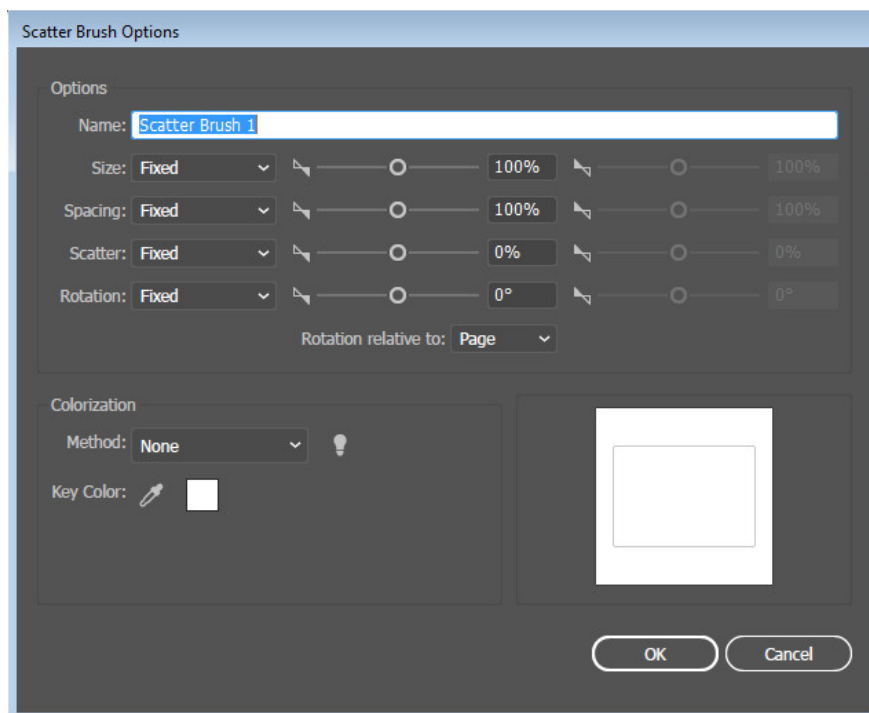 Scatter Brush Options
Options
Name: Scatter Brush 1
Size: Fixed 100% 100%
Spacing: Fixed 100% 100%
Scatter: Fixed 0% 0%
Rotation: Fixed 0° 0°
Rotation relative to: Page
Colorization
Method: None
Key Color:
OK Cancel